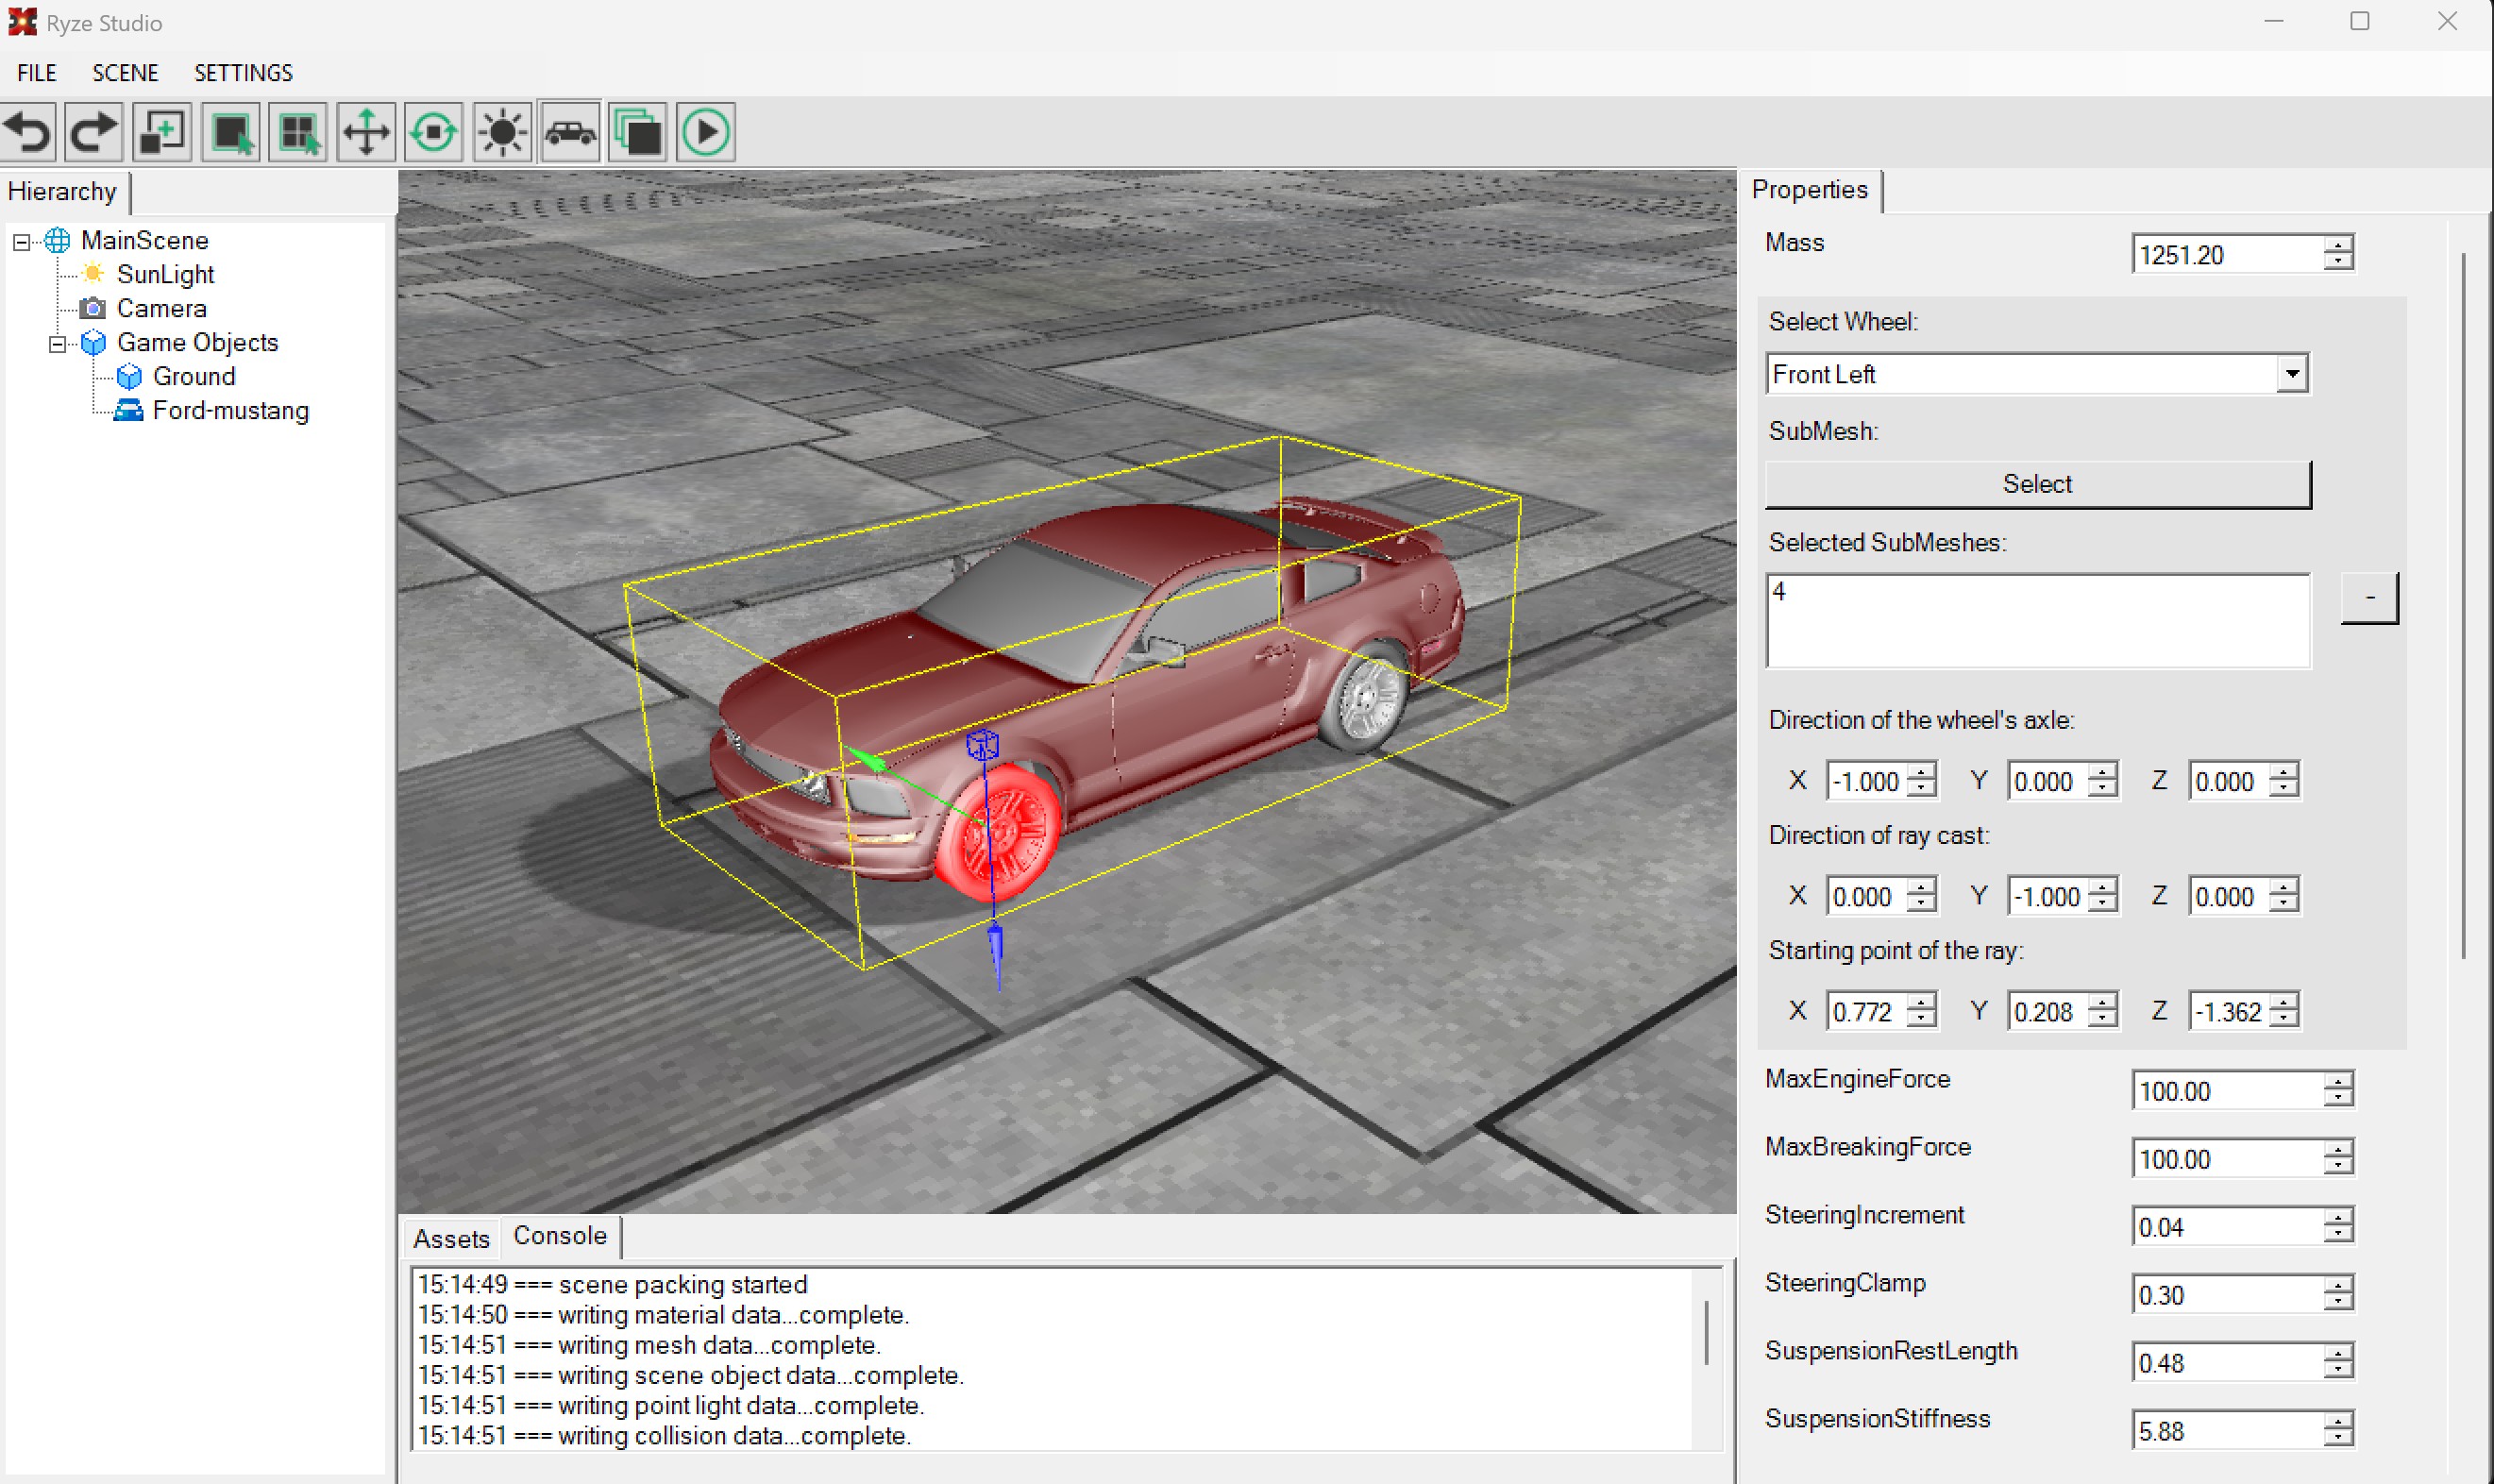 Ryze Studio
FILE SCENE SETTINGS
Hierarchy
MainScene
SunLight
Camera
Game Objects
Ground
Ford-mustang
Assets Console
15:14:49 === scene packing started
15:14:50 === writing material data...complete.
15:14:51 === writing mesh data...complete.
15:14:51 === writing scene object data...complete.
15:14:51 === writing point light data...complete.
15:14:51 === writing collision data...complete.
Properties
Mass 1251.20
Select Wheel:
Front Left
SubMesh:
Select
Selected SubMeshes:
4
-
Direction of the wheel's axle:
X -1.000 Y 0.000 Z 0.000
Direction of ray cast:
X 0.000 Y -1.000 Z 0.000
Starting point of the ray:
X 0.772 Y 0.208 Z -1.362
MaxEngineForce 100.00
MaxBreakingForce 100.00
SteeringIncrement 0.04
SteeringClamp 0.30
SuspensionRestLength 0.48
SuspensionStiffness 5.88